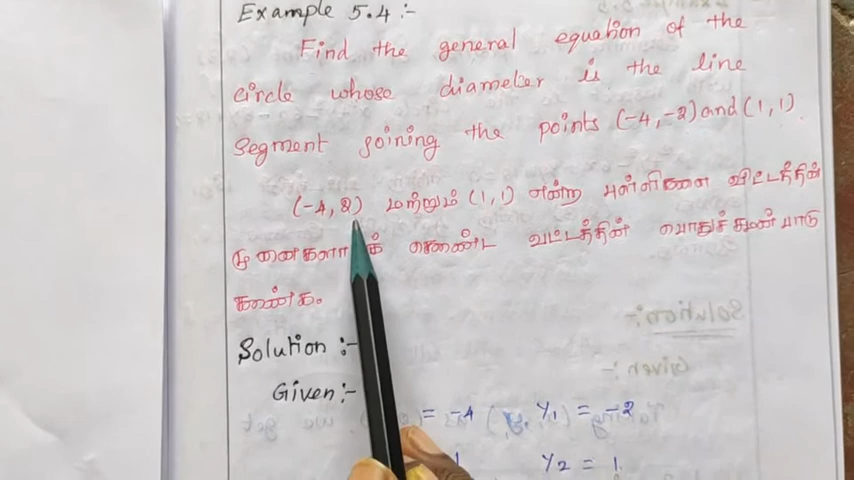 Example 5.4 :-
Find the general equation of the
circle whose diameter is the line
Segment joining the points (-4, -2) and (1, 1).
(-4, 2) மற்றும் (1, 1) என்ற புள்ளிகளை விட்டத்தின்
முனைகளாகக் கொண்ட வட்டத்தின் பொதுச் சமன்பாடு
காண்க.
Solution :-
Given :-
= -4 y₁ = -2
1 y₂ = 1.